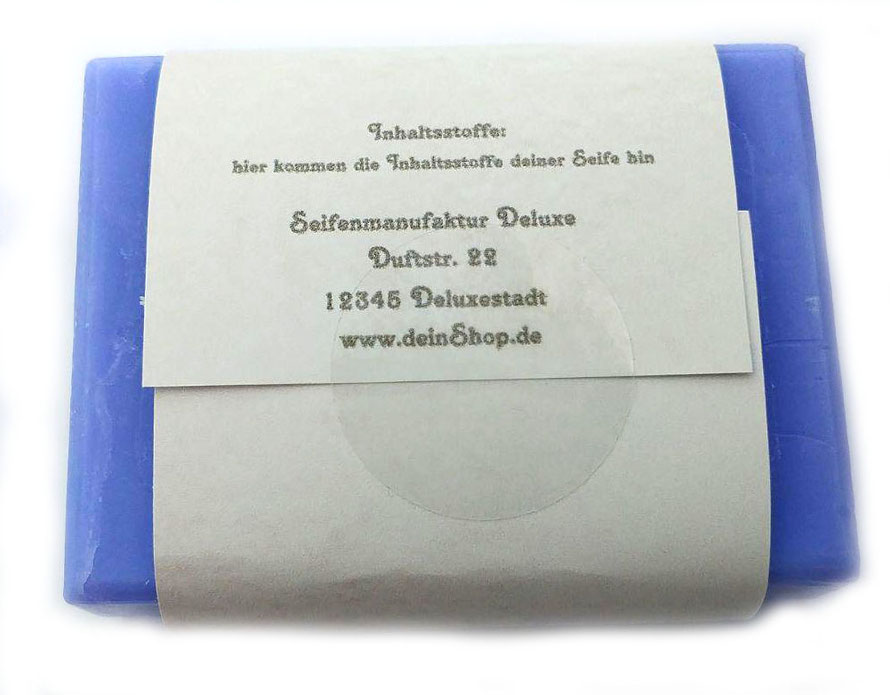 Inhaltsstoffe:
hier kommen die Inhaltsstoffe deiner Seife hin
Seifenmanufaktur Deluxe
Duftstr. 22
12345 Deluxestadt
www.deinShop.de